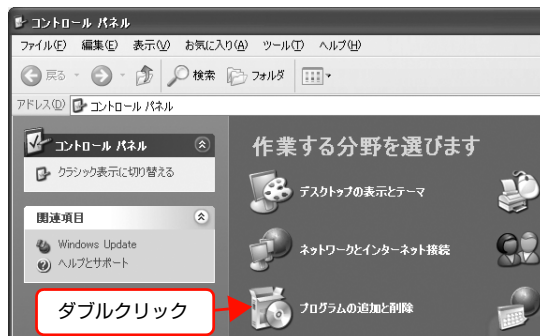 コントロール パネル
ファイル(F) 編集(E) 表示(V) お気に入り(A) ツール(T) ヘルプ(H)
戻る 検索 フォルダ
アドレス(D) コントロール パネル
コントロール パネル
クラシック表示に切り替える
関連項目
Windows Update
ヘルプとサポート
作業する分野を選びます
デスクトップの表示とテーマ
ネットワークとインターネット接続
ダブルクリック
プログラムの追加と削除